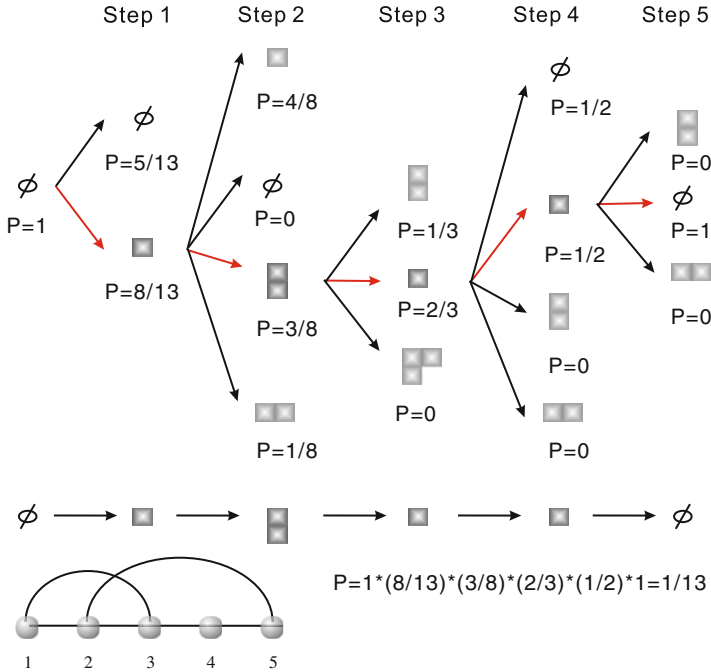 Step 1 Step 2 Step 3 Step 4 Step 5
∅
P=1
∅
P=5/13
P=8/13
P=4/8
∅
P=0
P=3/8
P=1/8
P=1/3
P=2/3
P=0
∅
P=1/2
P=1/2
P=0
P=0
P=0
∅
P=1
P=0
∅
∅
P=1*(8/13)*(3/8)*(2/3)*(1/2)*1=1/13
1 2 3 4 5